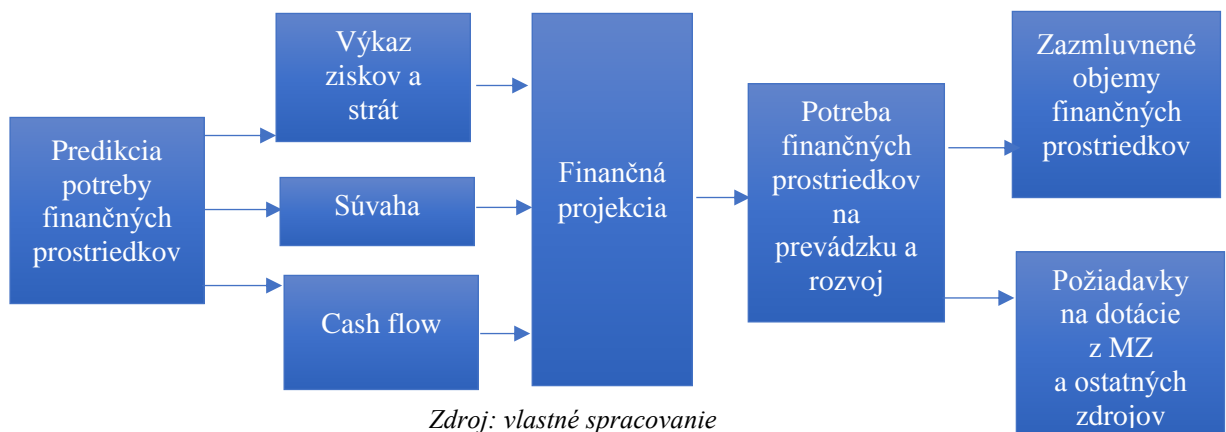 Predikcia
potreby
finančných
prostriedkov
Výkaz
ziskov a
strát
Súvaha
Cash flow
Finančná
projekcia
Potreba
finančných
prostriedkov
na
prevádzku a
rozvoj
Zazmluvnené
objemy
finančných
prostriedkov
Požiadavky
na dotácie
z MZ
a ostatných
zdrojov
Zdroj: vlastné spracovanie